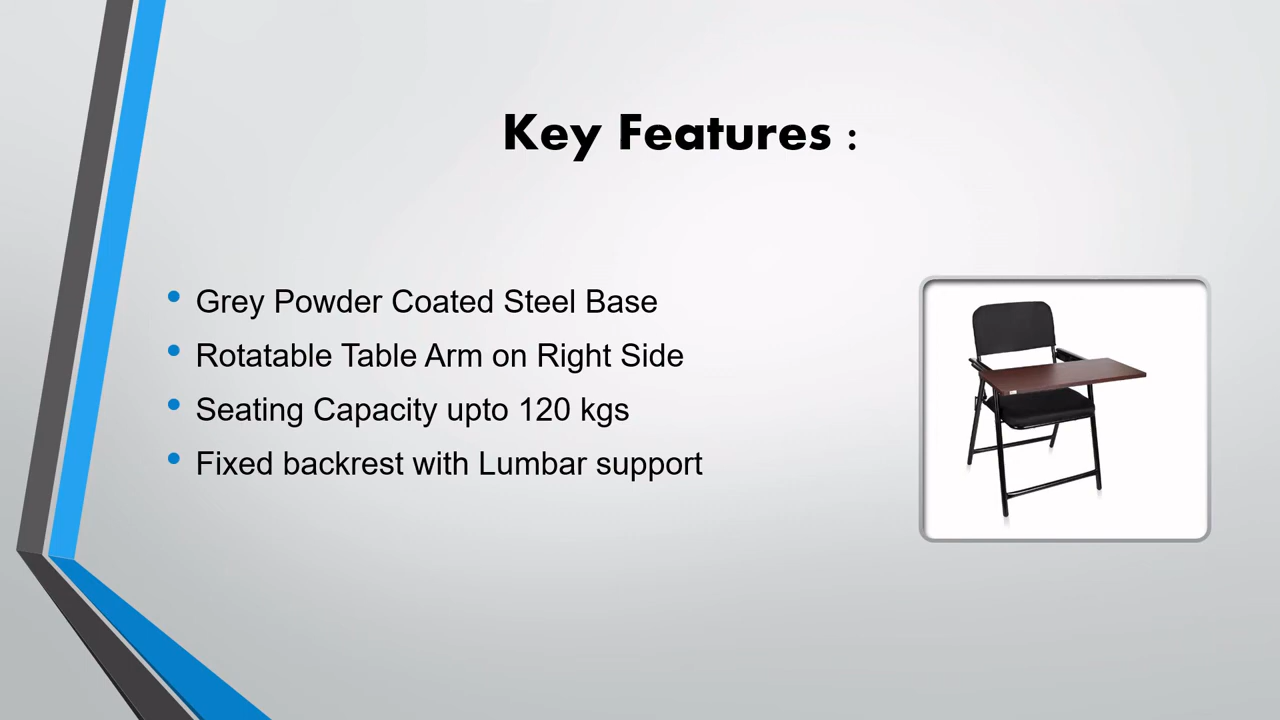 Key Features :
Grey Powder Coated Steel Base
Rotatable Table Arm on Right Side
Seating Capacity upto 120 kgs
Fixed backrest with Lumbar support